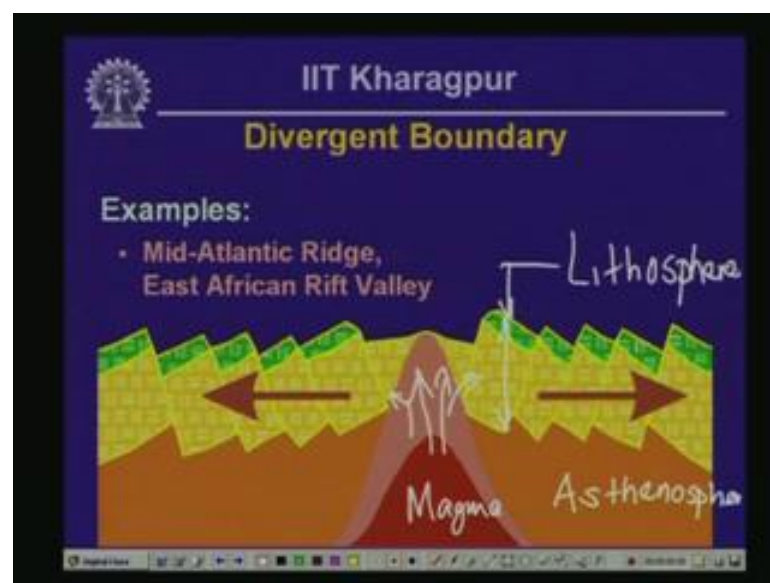 IIT Kharagpur
Divergent Boundary
Examples:
• Mid-Atlantic Ridge,
East African Rift Valley
Lithosphere
Magma
Asthenosphe